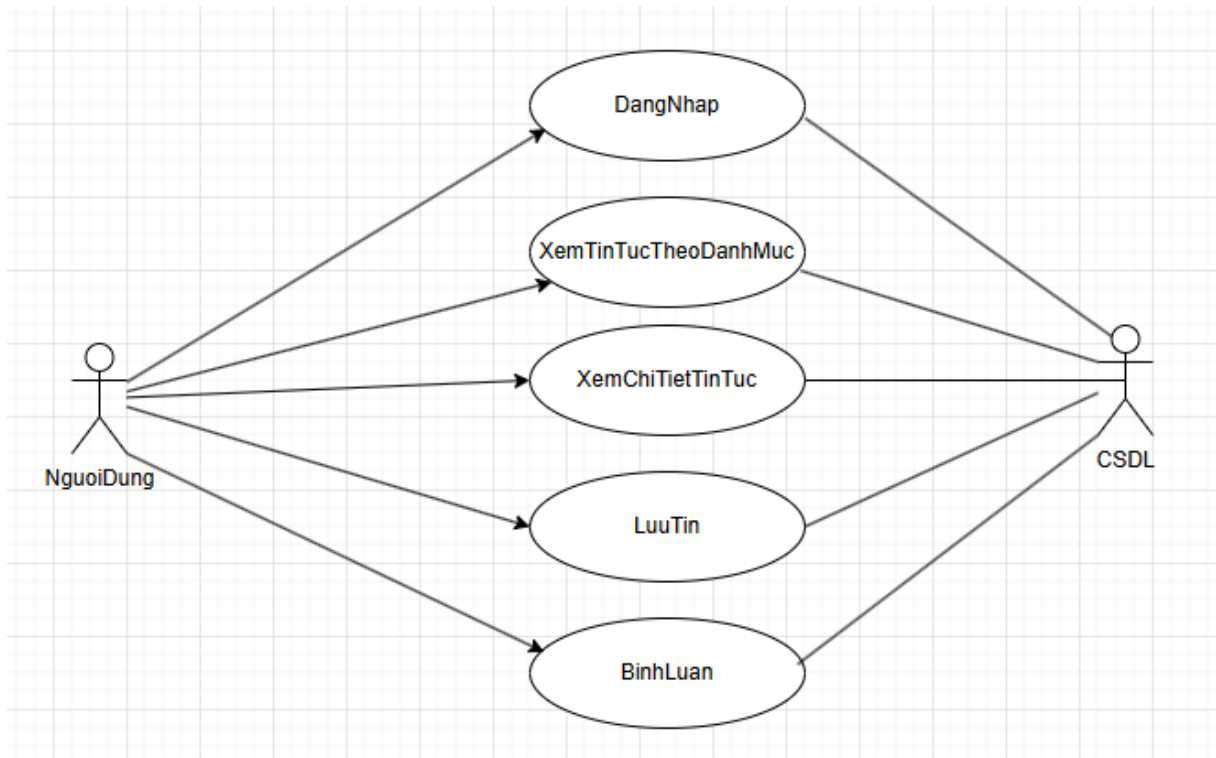 DangNhap
XemTinTucTheoDanhMuc
XemChiTietTinTuc
NguoiDung
CSDL
LuuTin
BinhLuan